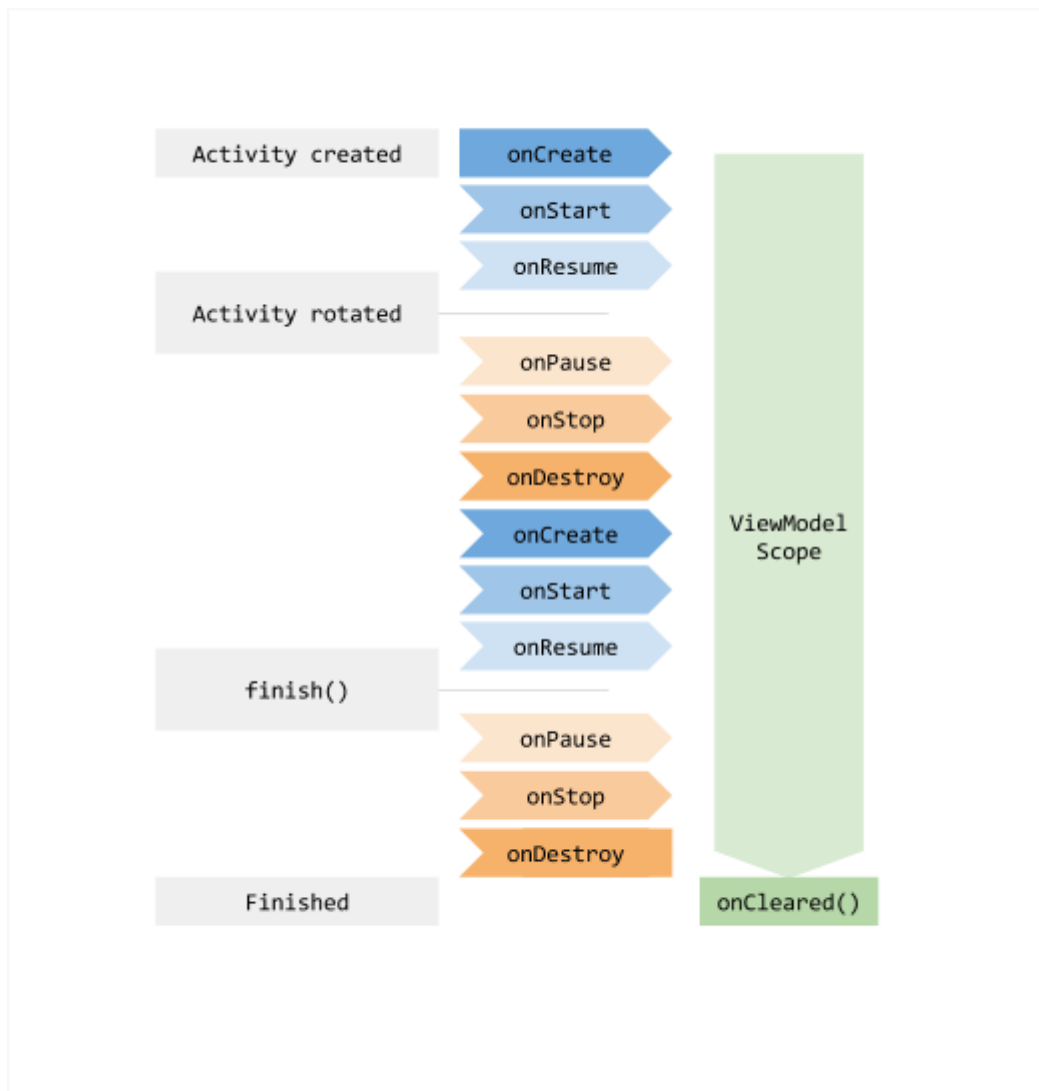 Activity created
onCreate
onStart
onResume
Activity rotated
onPause
onStop
onDestroy
onCreate
ViewModel
Scope
onStart
onResume
finish()
onPause
onStop
onDestroy
Finished
onCleared()